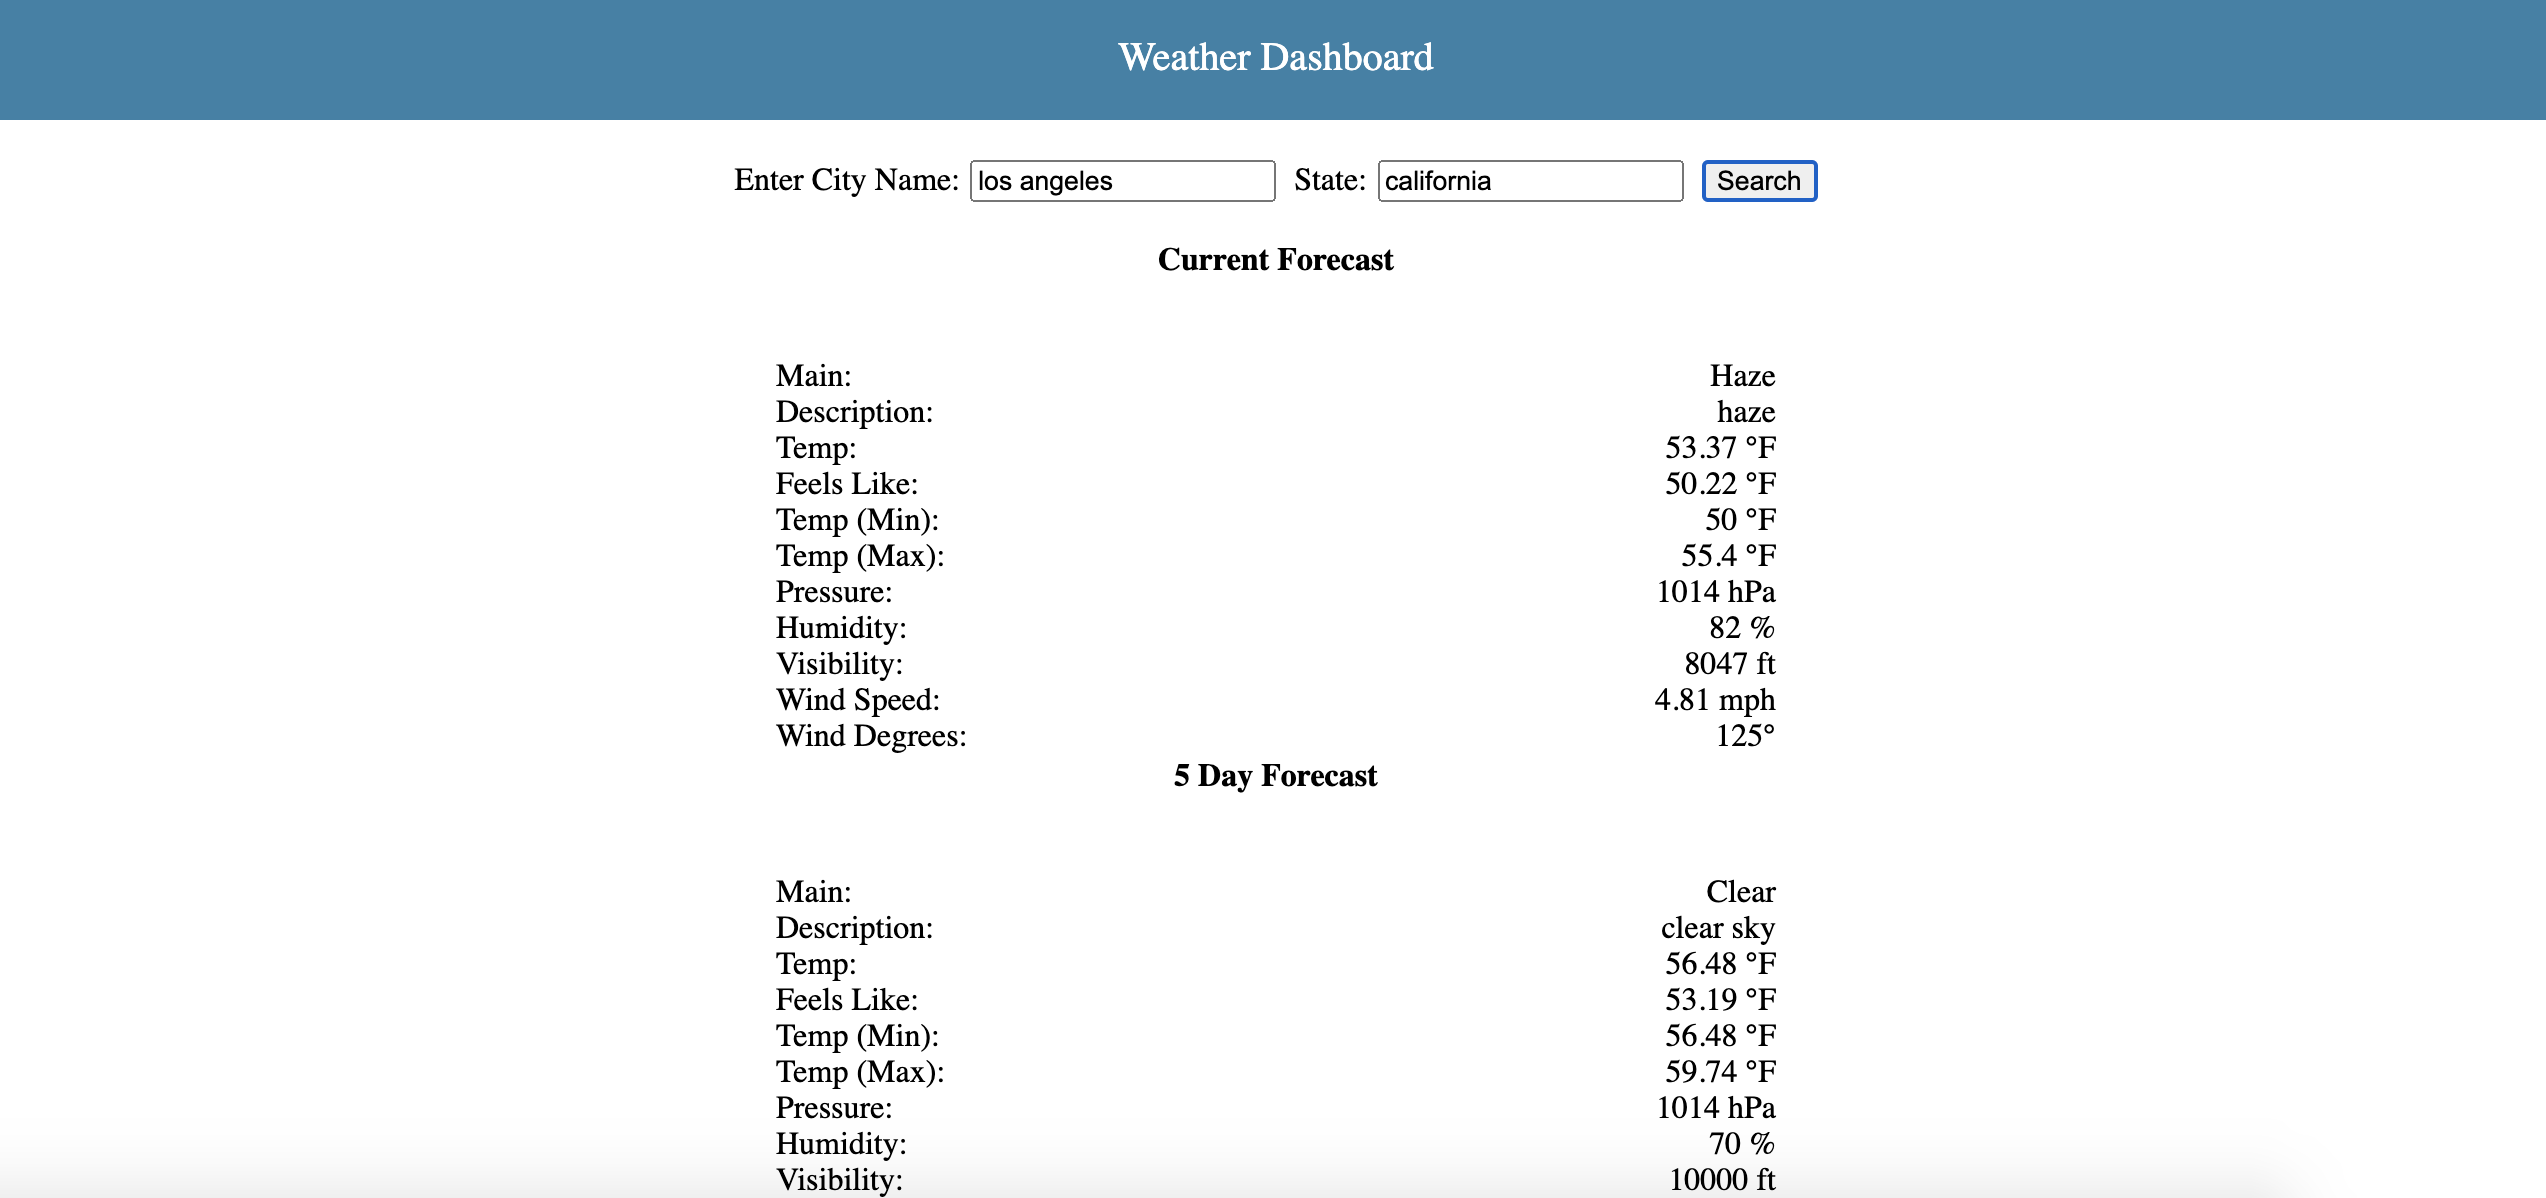 Weather Dashboard
Enter City Name: los angeles State: california Search
Current Forecast
Main: Haze
Description: haze
Temp: 53.37 °F
Feels Like: 50.22 °F
Temp (Min): 50 °F
Temp (Max): 55.4 °F
Pressure: 1014 hPa
Humidity: 82 %
Visibility: 8047 ft
Wind Speed: 4.81 mph
Wind Degrees: 125°
5 Day Forecast
Main: Clear
Description: clear sky
Temp: 56.48 °F
Feels Like: 53.19 °F
Temp (Min): 56.48 °F
Temp (Max): 59.74 °F
Pressure: 1014 hPa
Humidity: 70 %
Visibility: 10000 ft